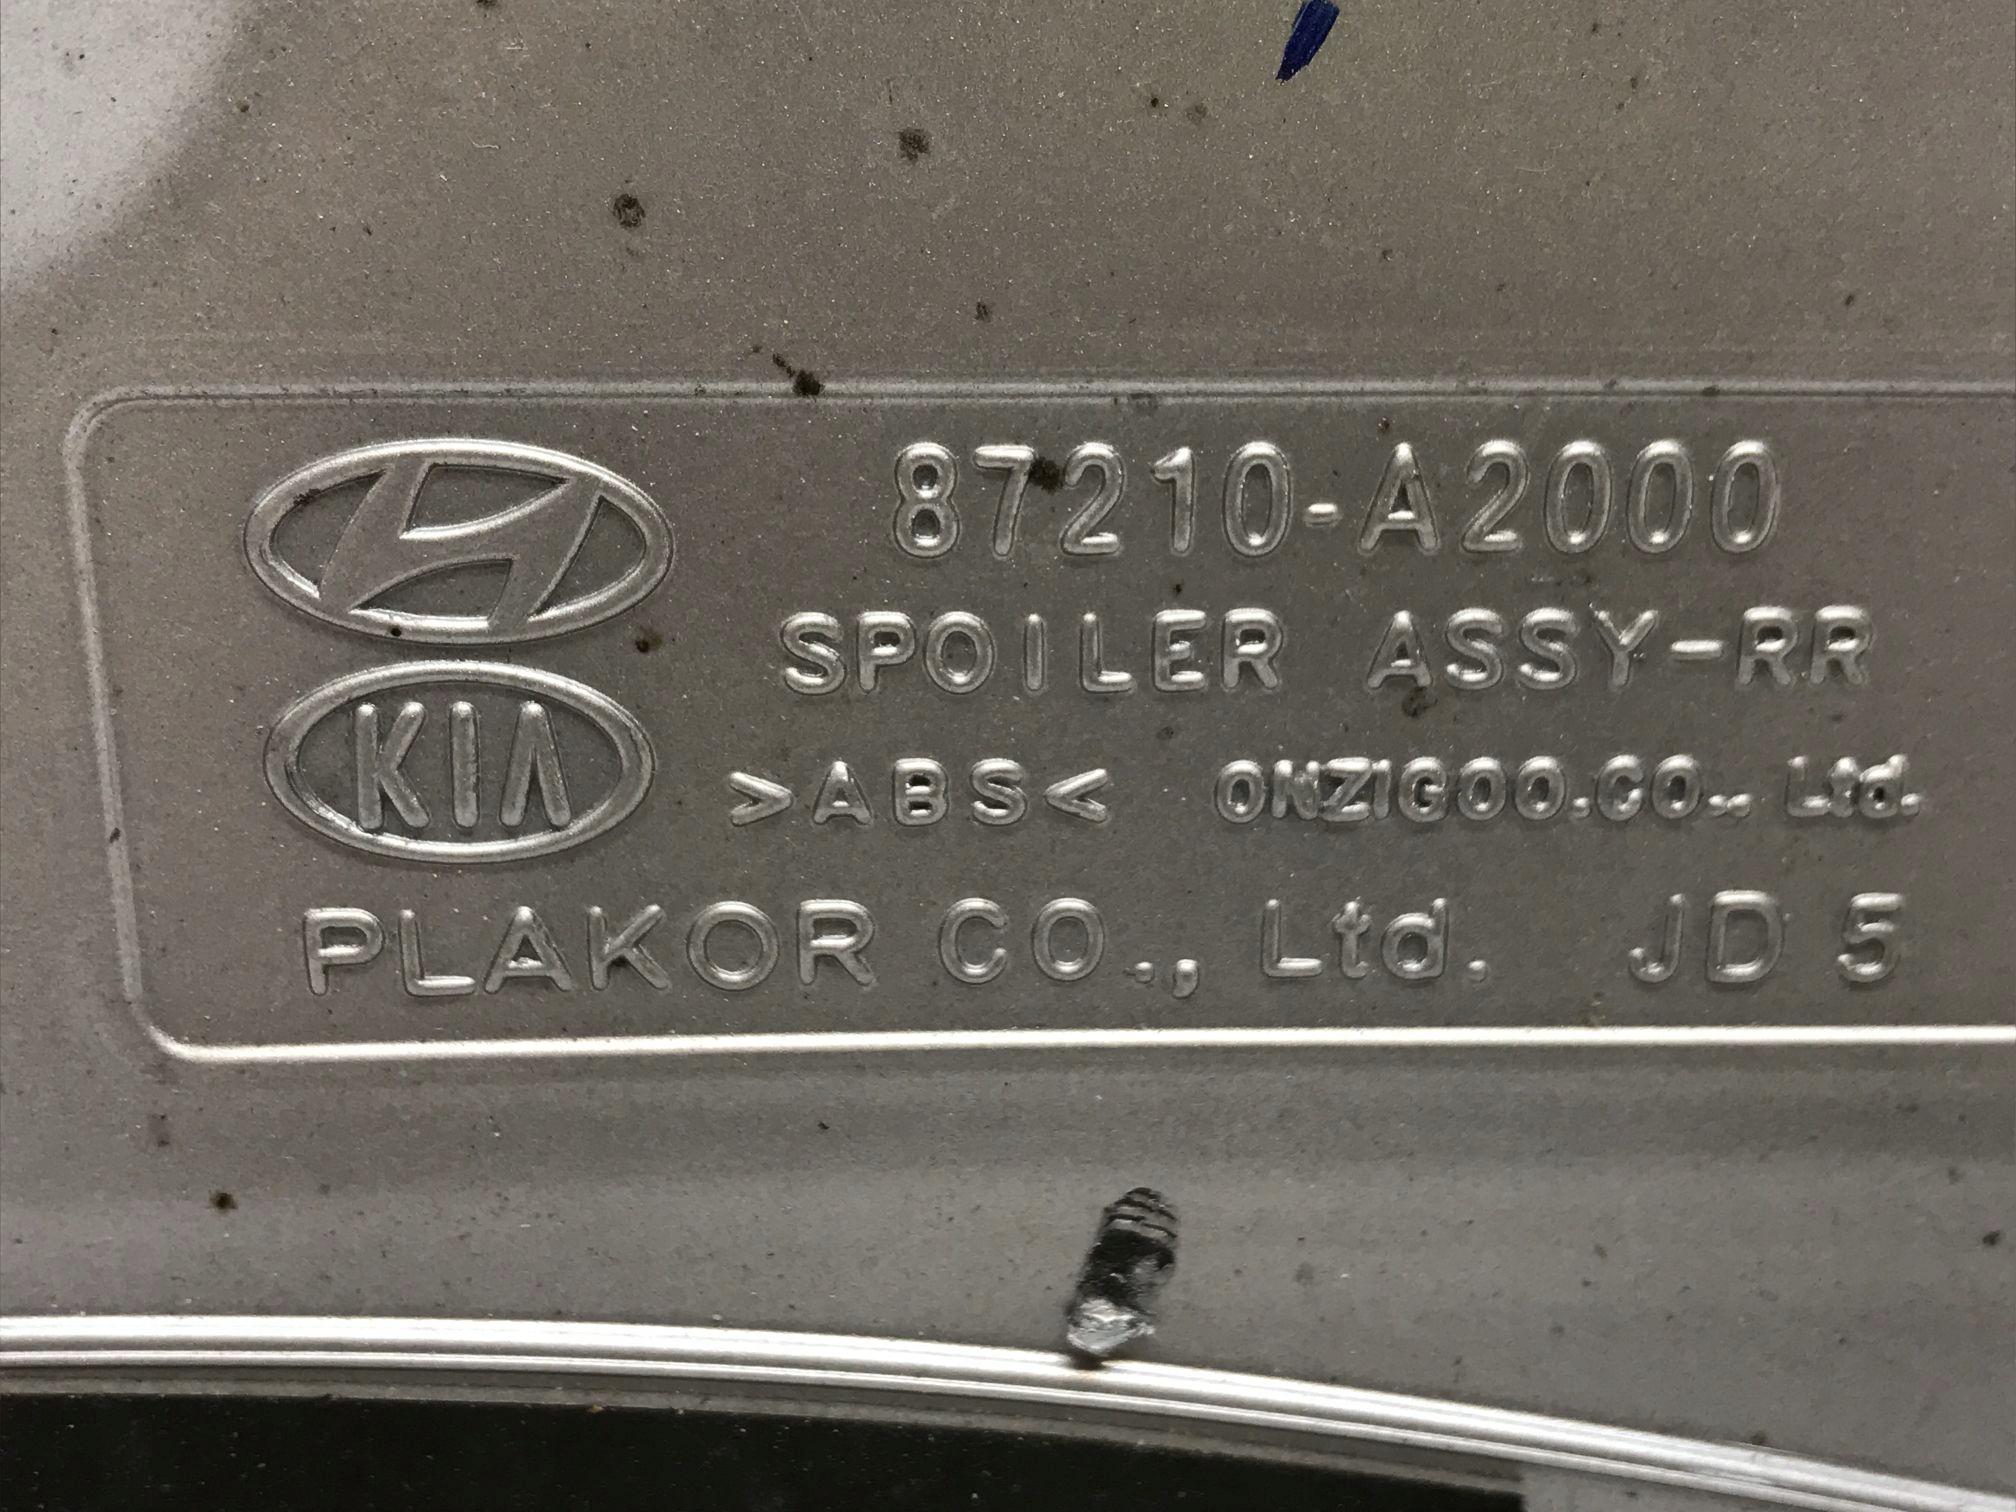 87210-A2000
SPOILER ASSY-RR
KIA >ABS< ONZIGOO.CO., Ltd.
PLAKOR CO., Ltd. JD 5